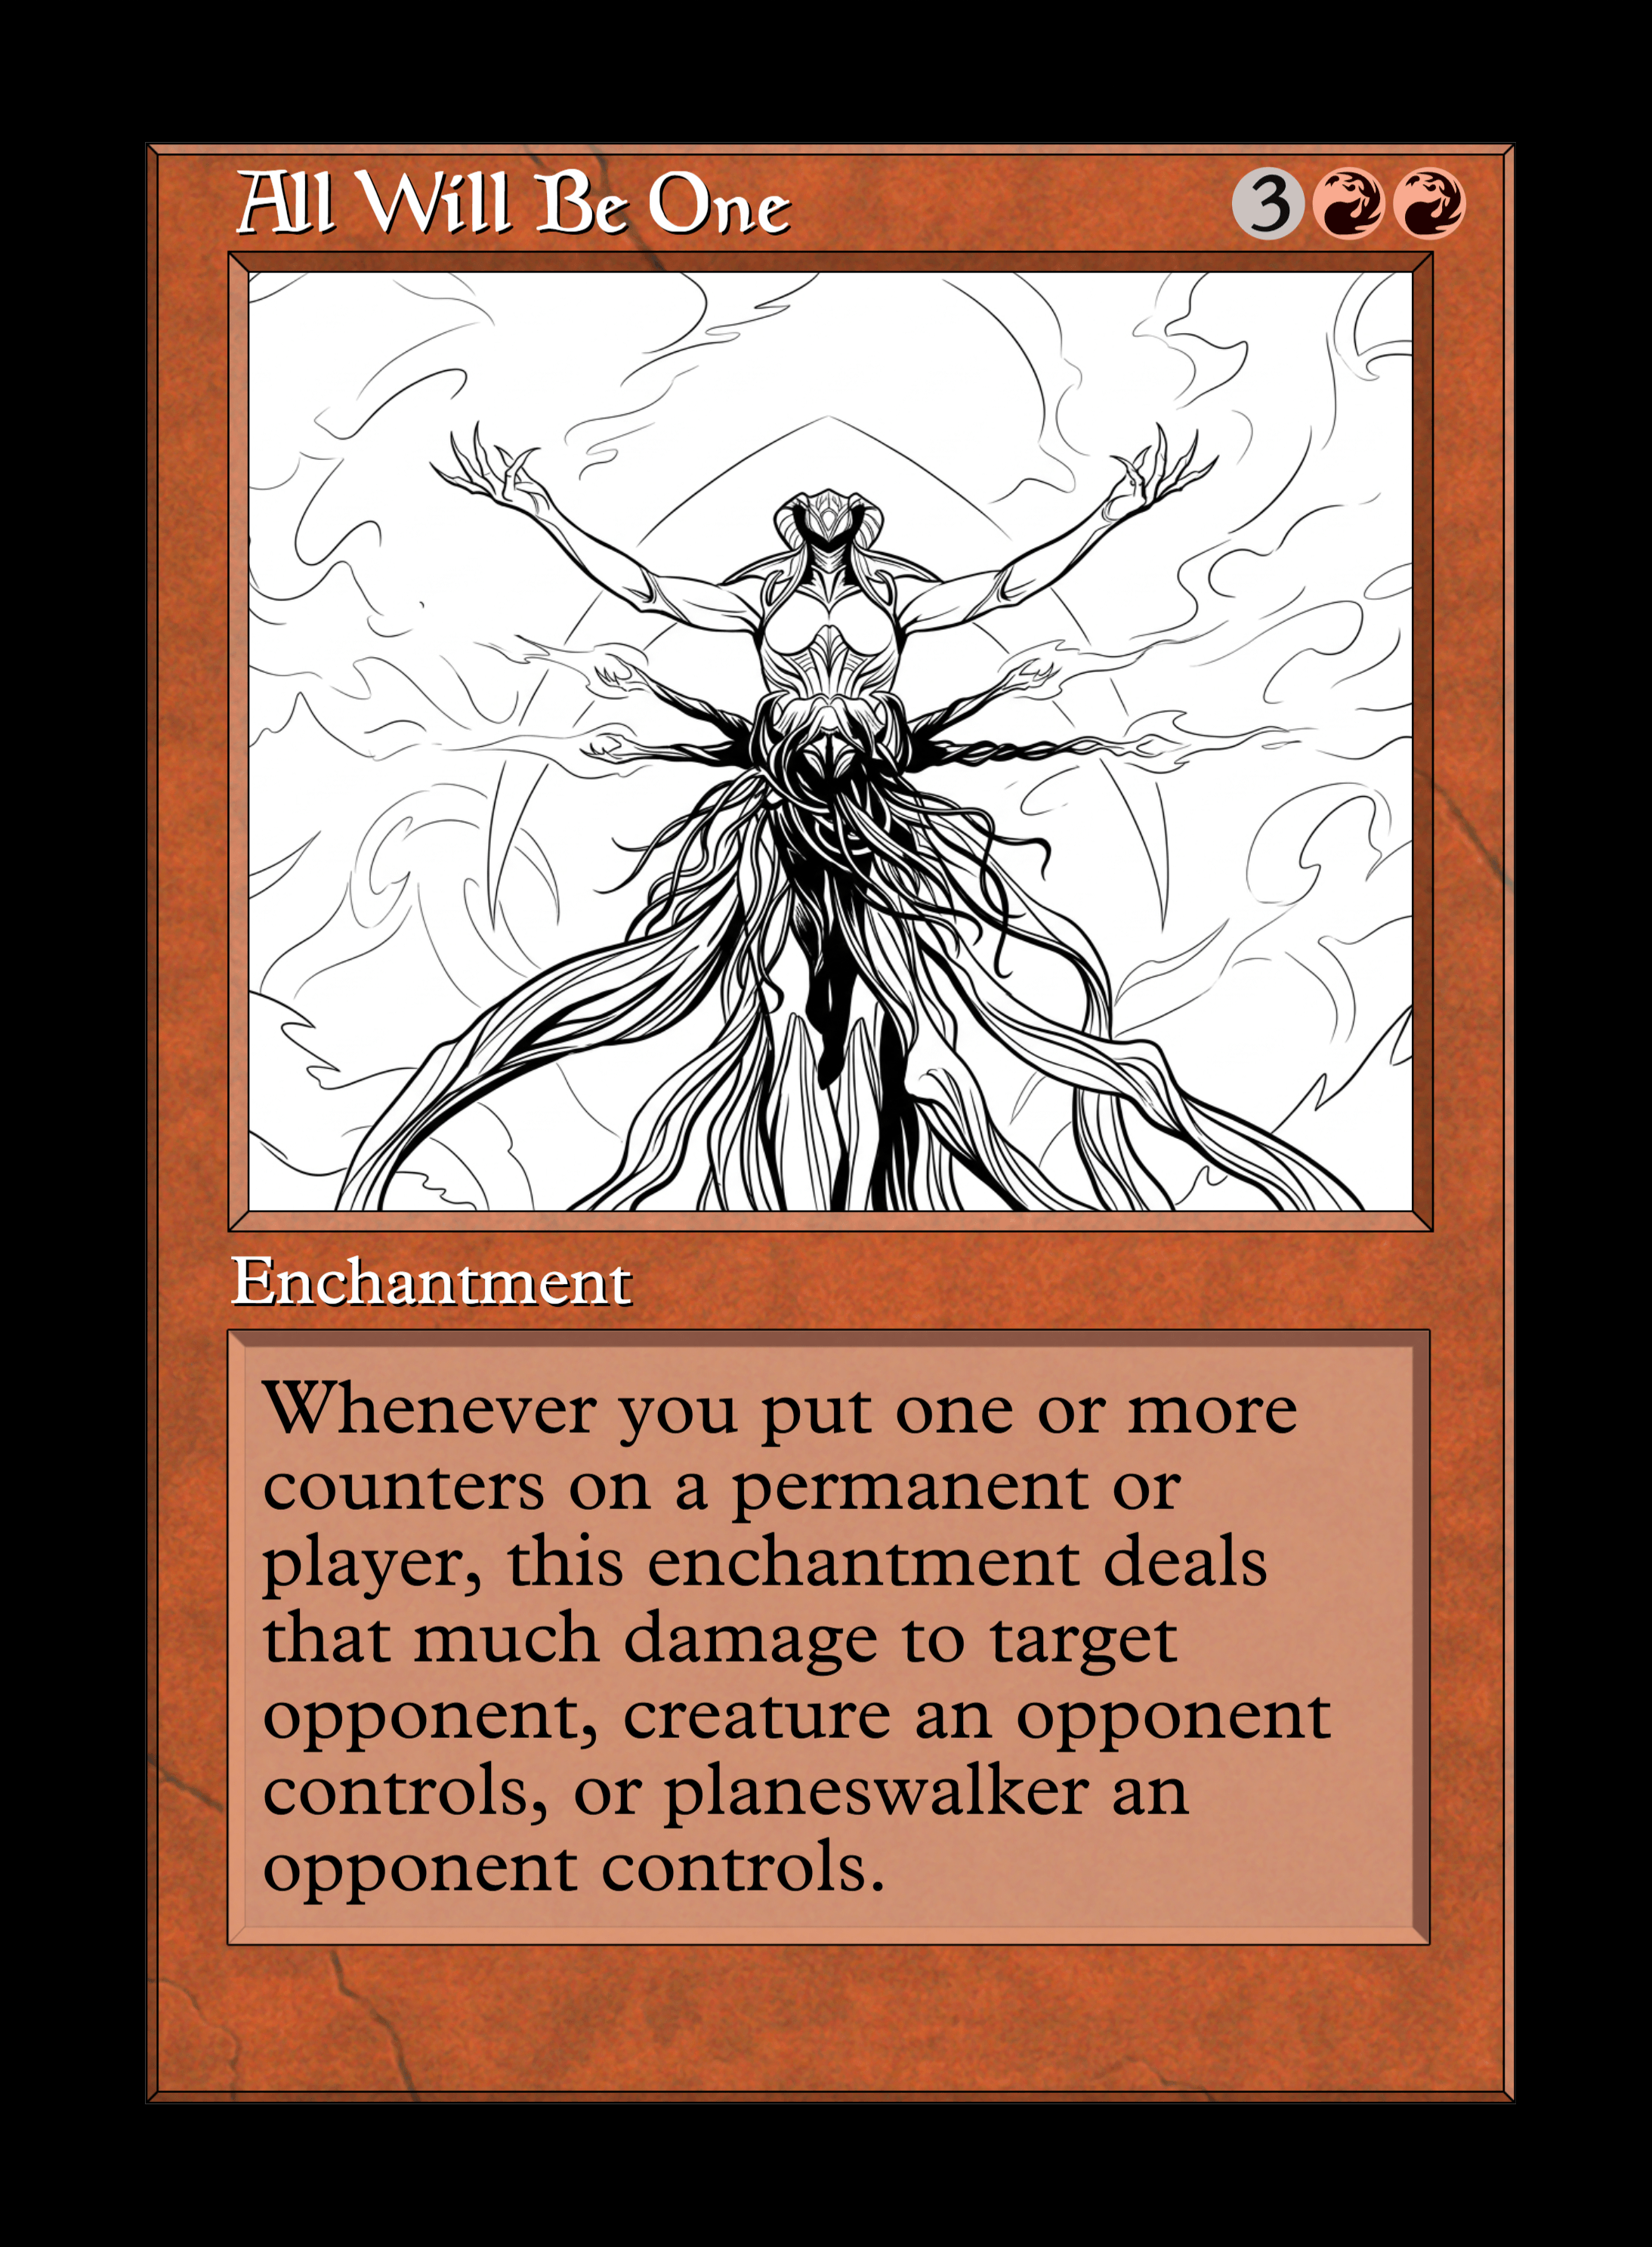 All Will Be One 3
Enchantment
Whenever you put one or more
counters on a permanent or
player, this enchantment deals
that much damage to target
opponent, creature an opponent
controls, or planeswalker an
opponent controls.